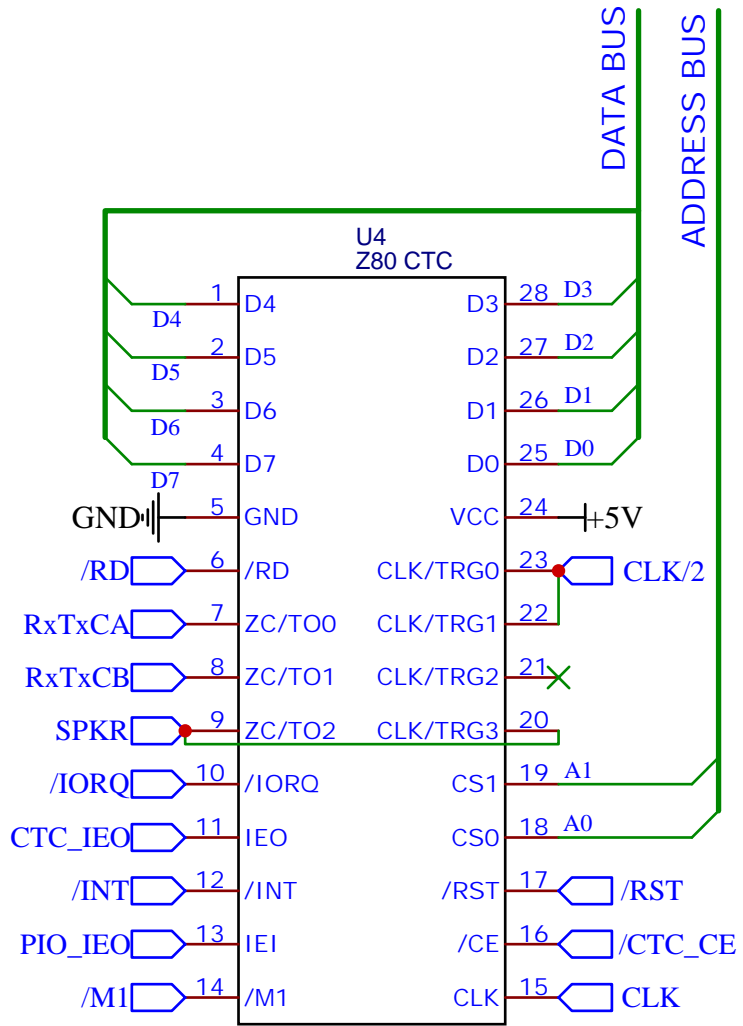 DATA BUS
ADDRESS BUS
U4
Z80 CTC
1 D4 D3 28 D3
D4
2 D5 D2 27 D2
D5
3 D6 D1 26 D1
D6
4 D7 D0 25 D0
D7
GND 5 GND VCC 24 +5V
/RD 6 /RD CLK/TRG0 23 CLK/2
RxTxCA 7 ZC/TO0 CLK/TRG1 22
RxTxCB 8 ZC/TO1 CLK/TRG2 21
SPKR 9 ZC/TO2 CLK/TRG3 20
/IORQ 10 /IORQ CS1 19 A1
CTC_IEO 11 IEO CS0 18 A0
/INT 12 /INT /RST 17 /RST
PIO_IEO 13 IEI /CE 16 /CTC_CE
/M1 14 /M1 CLK 15 CLK